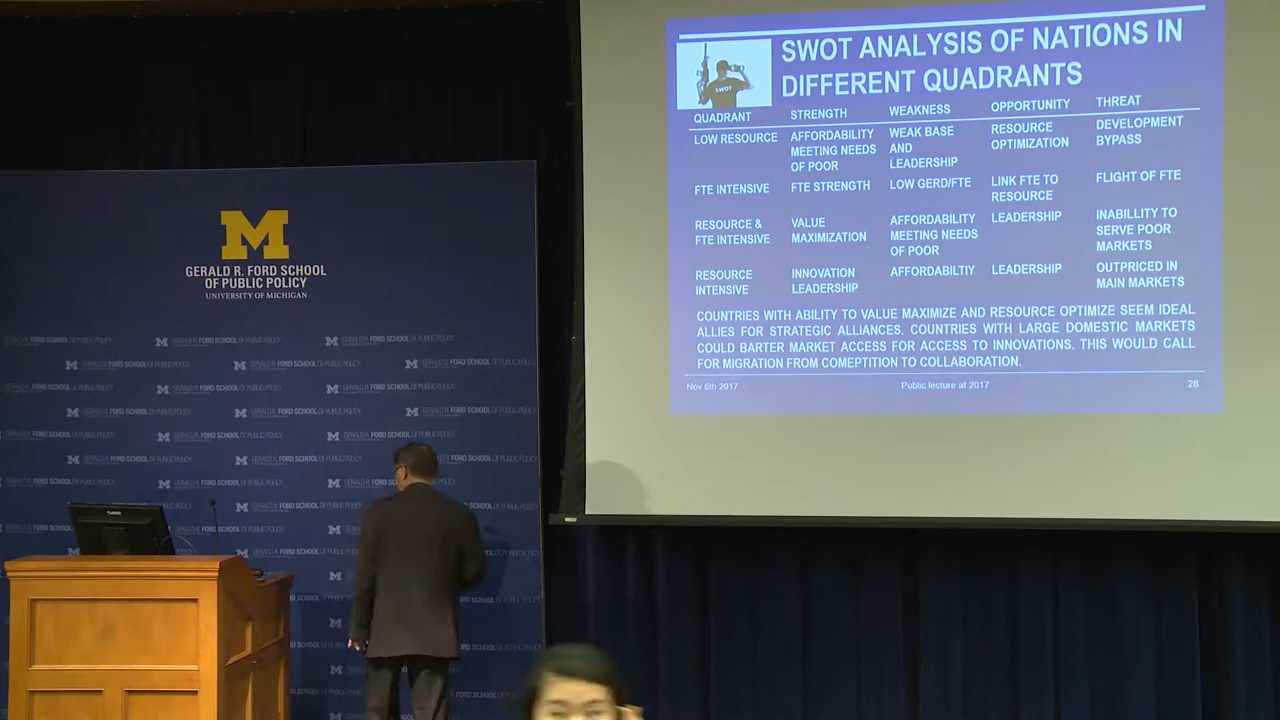 SWOT ANALYSIS OF NATIONS IN
DIFFERENT QUADRANTS
SWOT
QUADRANT STRENGTH WEAKNESS OPPORTUNITY THREAT
LOW RESOURCE
AFFORDABILITY
MEETING NEEDS
OF POOR
WEAK BASE
AND
LEADERSHIP
RESOURCE
OPTIMIZATION
DEVELOPMENT
BYPASS
FTE INTENSIVE
FTE STRENGTH
LOW GERD/FTE
LINK FTE TO
RESOURCE
FLIGHT OF FTE
RESOURCE &
FTE INTENSIVE
VALUE
MAXIMIZATION
AFFORDABILITY
MEETING NEEDS
OF POOR
LEADERSHIP
INABILLITY TO
SERVE POOR
MARKETS
RESOURCE
INTENSIVE
INNOVATION
LEADERSHIP
AFFORDABILTIY
LEADERSHIP
OUTPRICED IN
MAIN MARKETS
COUNTRIES WITH ABILITY TO VALUE MAXIMIZE AND RESOURCE OPTIMIZE SEEM IDEAL
ALLIES FOR STRATEGIC ALLIANCES. COUNTRIES WITH LARGE DOMESTIC MARKETS
COULD BARTER MARKET ACCESS FOR ACCESS TO INNOVATIONS. THIS WOULD CALL
FOR MIGRATION FROM COMEPTITION TO COLLABORATION.
Nov 6th 2017 Public lecture at 2017 28
M
GERALD R. FORD SCHOOL
OF PUBLIC POLICY
UNIVERSITY OF MICHIGAN